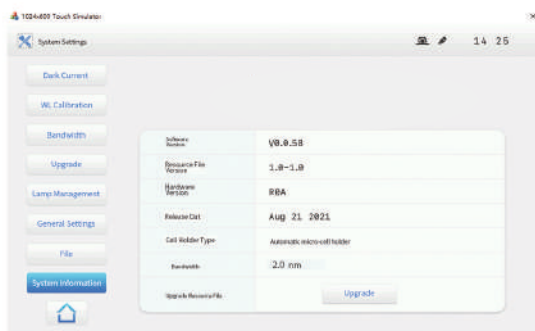 1024x600 Touch Simulator
System Settings
14 25
Dark Current
WL Calibration
Bandwidth
Upgrade
Lamp Management
General Settings
File
System Information
Software Version
V0.0.58
Resource File Version
1.0-1.0
Hardware Version
R0A
Release Dat
Aug 21 2021
Cell Holder Type
Automatic micro-cell holder
Bandwidth
2.0 nm
Upgrade Resource File
Upgrade